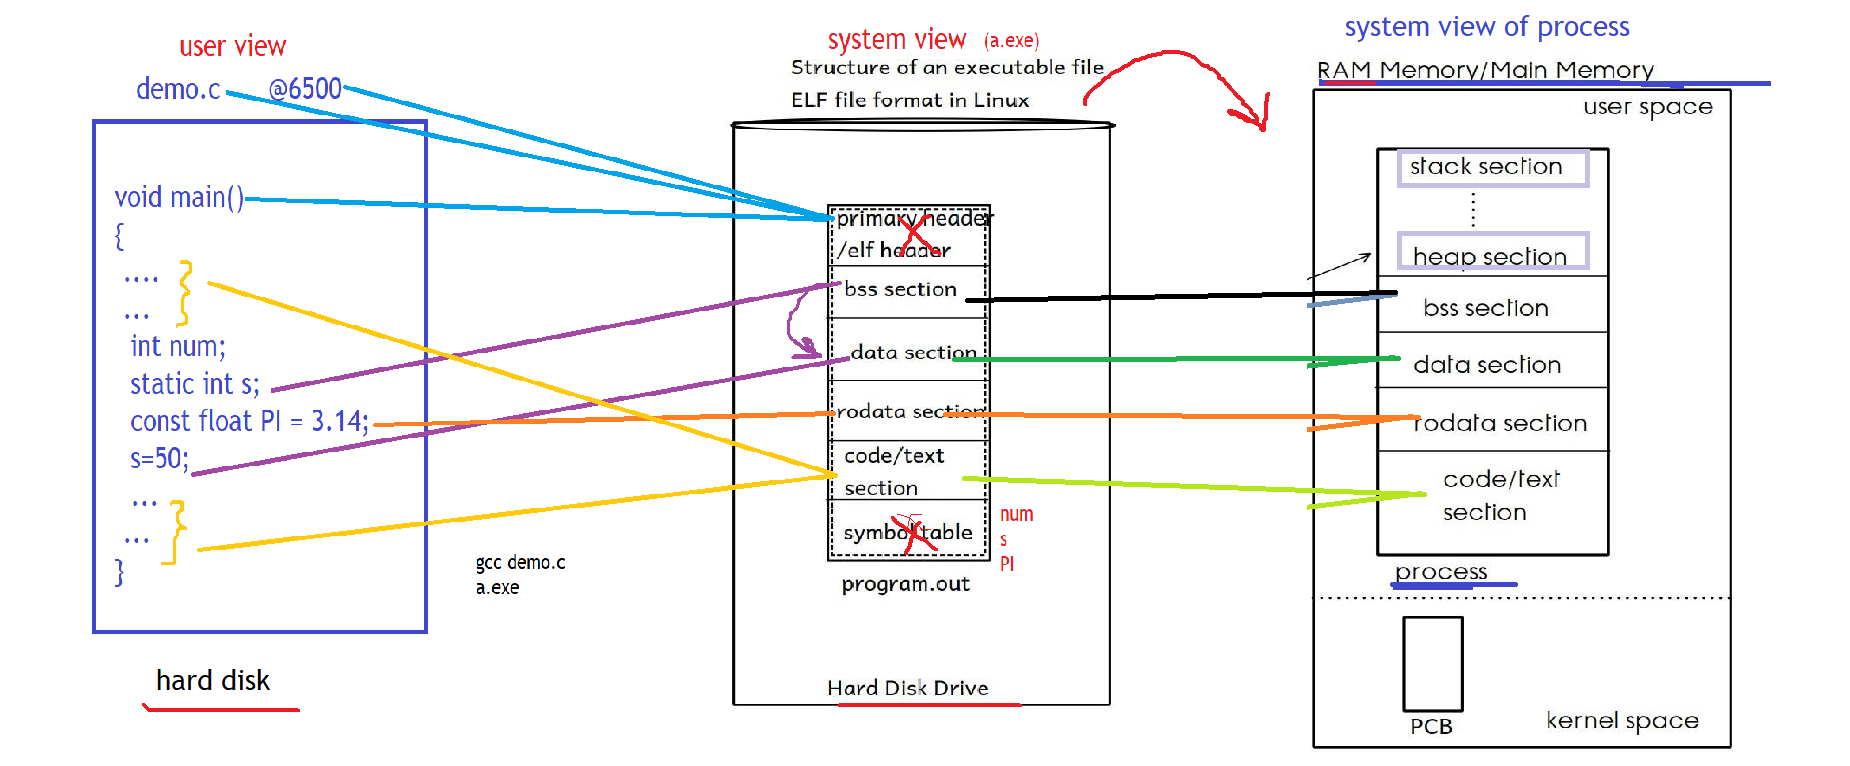 user view
demo.c @6500
void main()
{
....
...
int num;
static int s;
const float PI = 3.14;
s=50;
...
...
}
hard disk
gcc demo.c
a.exe
system view (a.exe)
Structure of an executable file
ELF file format in Linux
primary header
/elf header
bss section
data section
rodata section
code/text
section
symbol table
num
s
PI
program.out
Hard Disk Drive
system view of process
RAM Memory/Main Memory
user space
stack section
heap section
bss section
data section
rodata section
code/text
section
process
PCB
kernel space